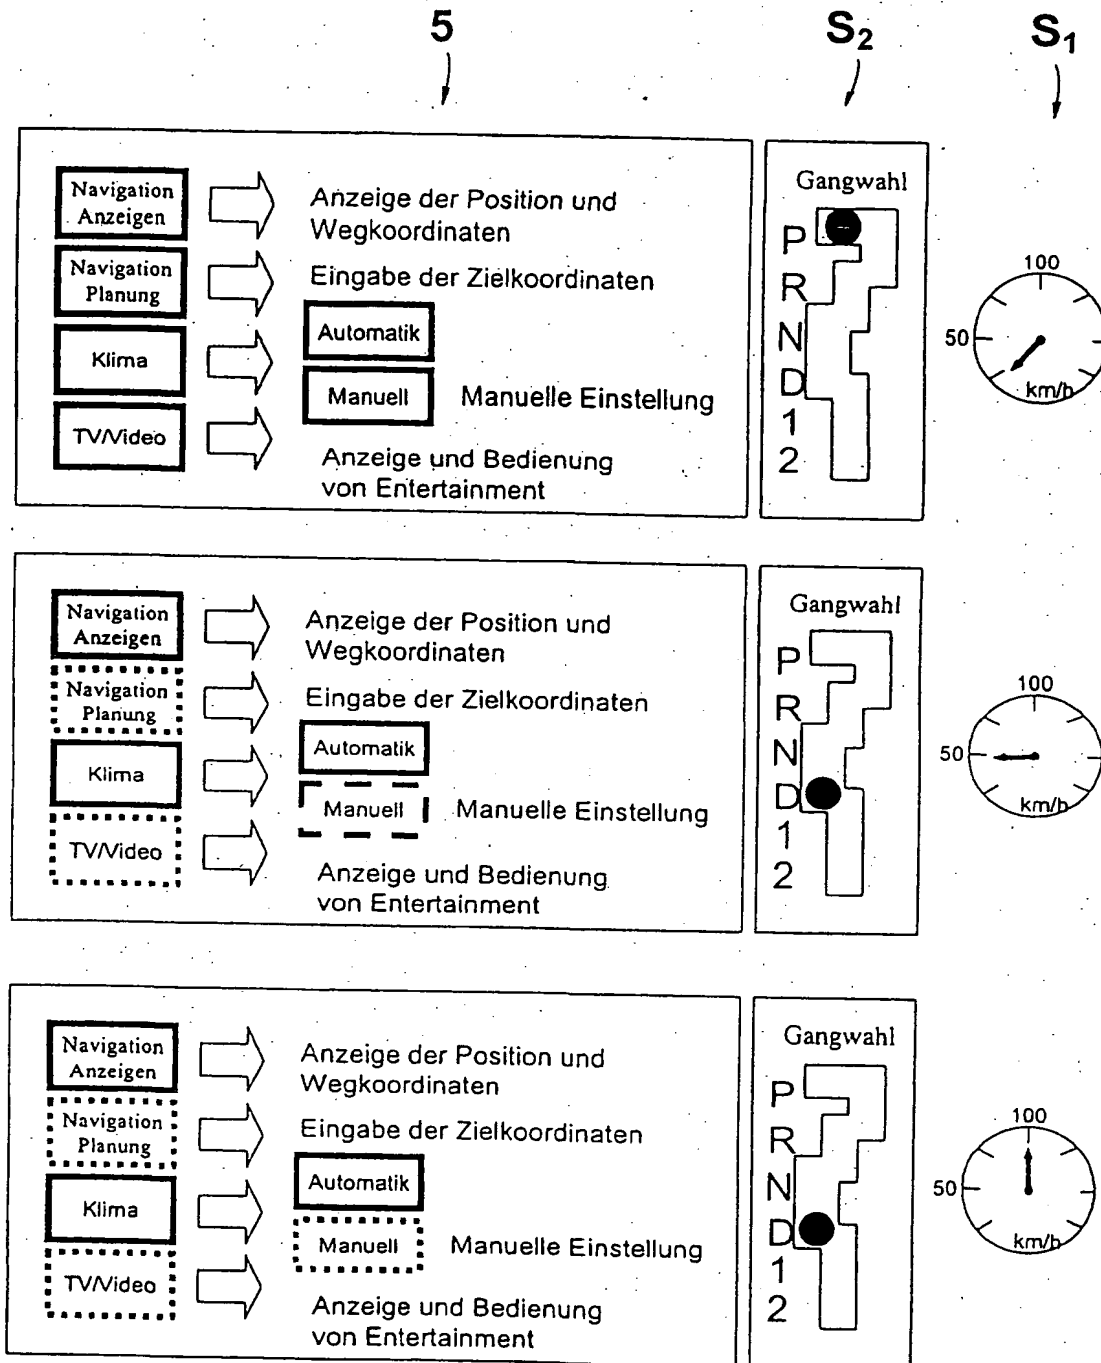 5
S2
S1
Navigation
Anzeigen
Anzeige der Position und
Wegkoordinaten
Navigation
Planung
Eingabe der Zielkoordinaten
Klima
Automatik
Manuell
Manuelle Einstellung
TV/Video
Anzeige und Bedienung
von Entertainment
Gangwahl
P
R
N
D
1
2
100
50
km/h
Navigation
Anzeigen
Anzeige der Position und
Wegkoordinaten
Navigation
Planung
Eingabe der Zielkoordinaten
Klima
Automatik
Manuell
Manuelle Einstellung
TV/Video
Anzeige und Bedienung
von Entertainment
Gangwahl
P
R
N
D
1
2
100
50
km/h
Navigation
Anzeigen
Anzeige der Position und
Wegkoordinaten
Navigation
Planung
Eingabe der Zielkoordinaten
Klima
Automatik
Manuell
Manuelle Einstellung
TV/Video
Anzeige und Bedienung
von Entertainment
Gangwahl
P
R
N
D
1
2
100
50
km/h